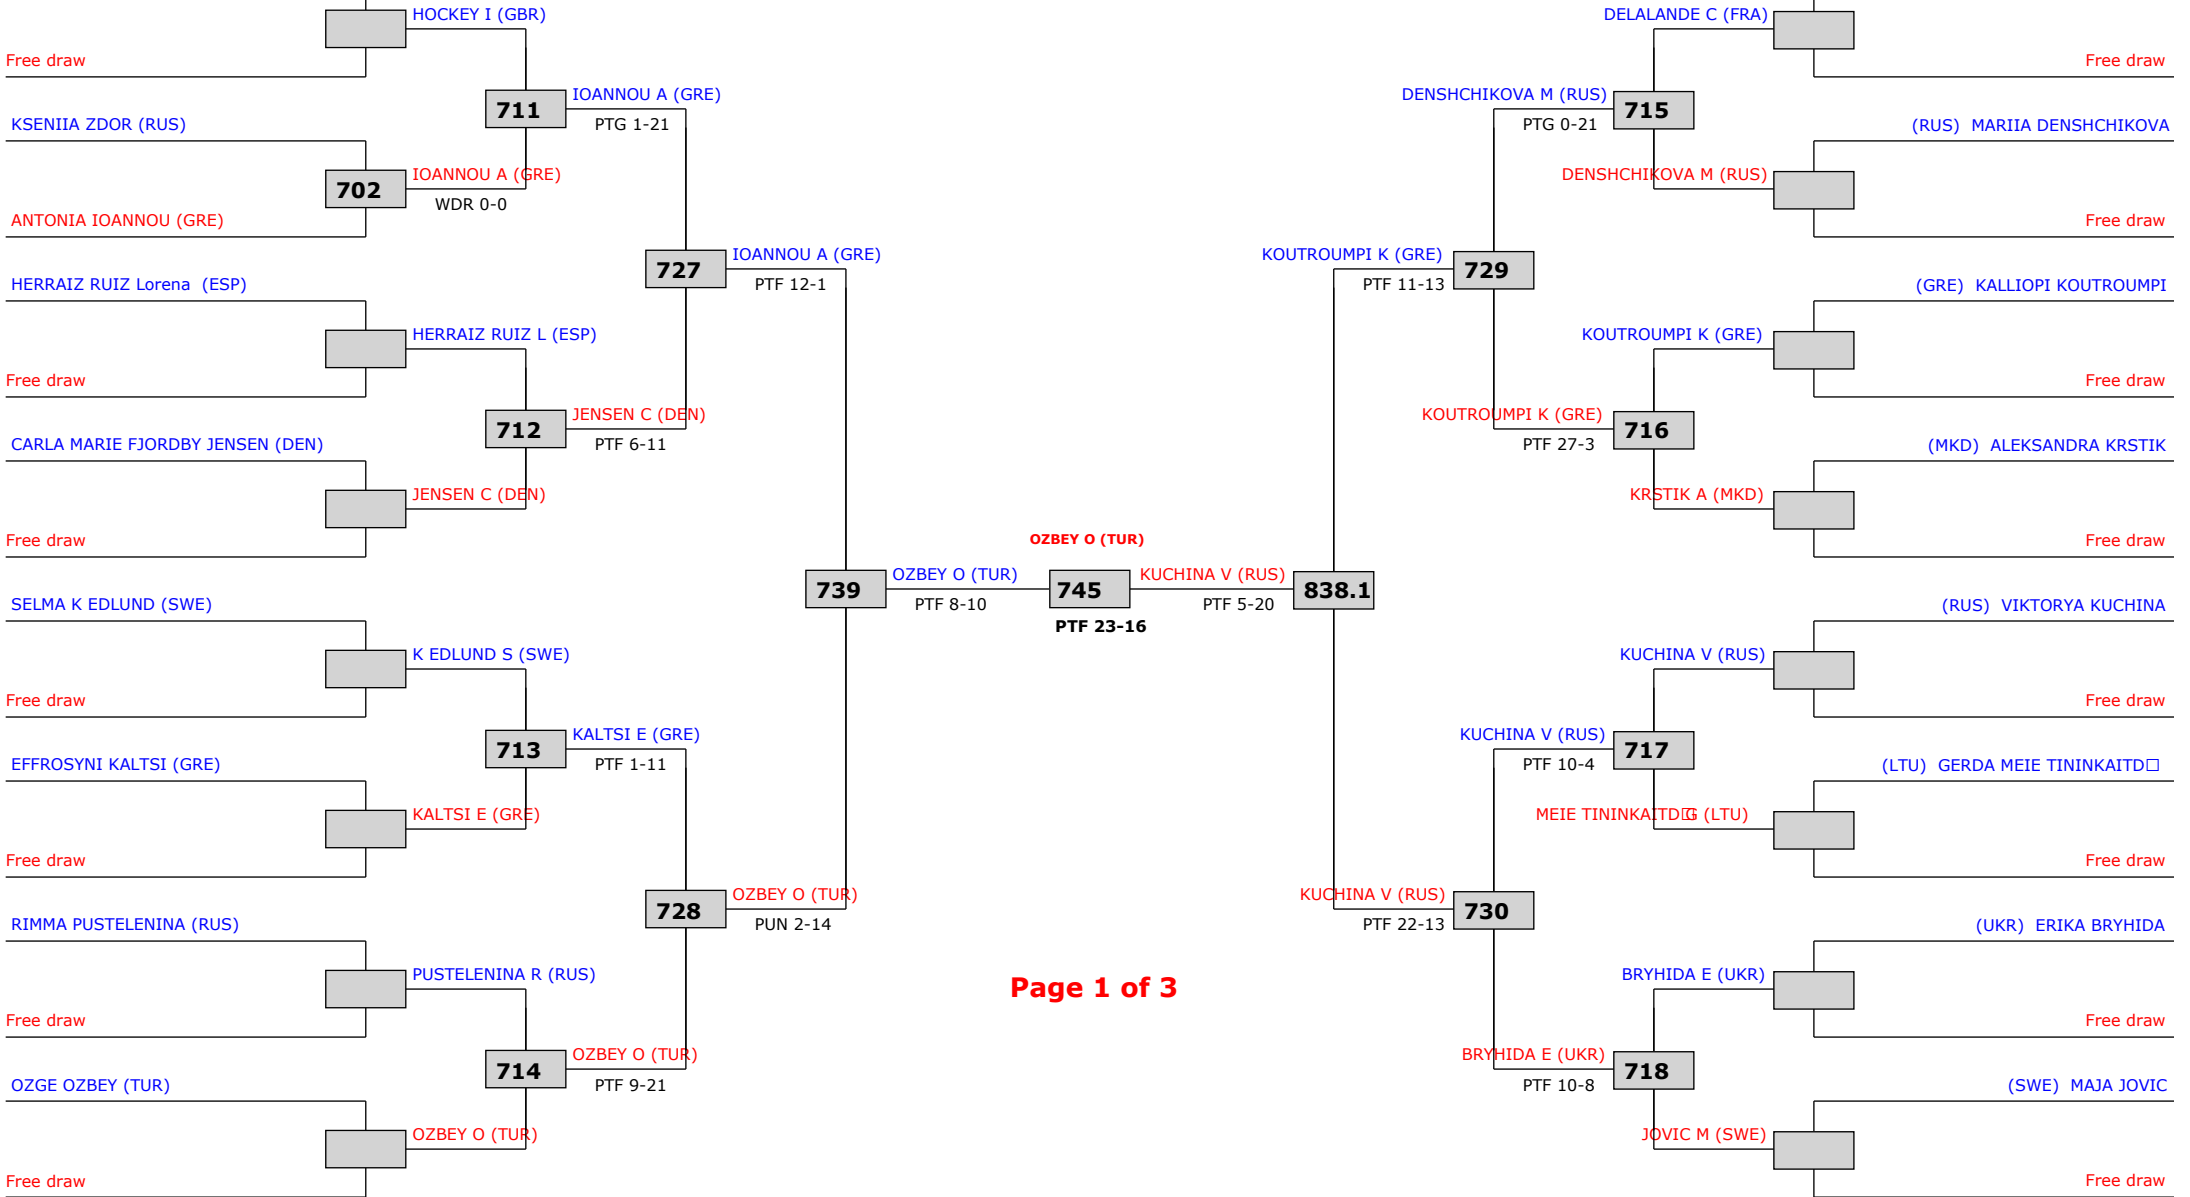 HOCKEY I (GBR)
DELALANDE C (FRA)
Free draw
Free draw
IOANNOU A (GRE)
DENSHCHIKOVA M (RUS)
711
715
PTG 1-21
PTG 0-21
KSENIIA ZDOR (RUS)
(RUS) MARIIA DENSHCHIKOVA
IOANNOU A (GRE)
DENSHCHIKOVA M (RUS)
702
WDR 0-0
ANTONIA IOANNOU (GRE)
Free draw
IOANNOU A (GRE)
KOUTROUMPI K (GRE)
727
729
PTF 12-1
PTF 11-13
HERRAIZ RUIZ Lorena (ESP)
(GRE) KALLIOPI KOUTROUMPI
HERRAIZ RUIZ L (ESP)
KOUTROUMPI K (GRE)
Free draw
Free draw
JENSEN C (DEN)
KOUTROUMPI K (GRE)
712
716
PTF 6-11
PTF 27-3
CARLA MARIE FJORDBY JENSEN (DEN)
(MKD) ALEKSANDRA KRSTIK
JENSEN C (DEN)
KRSTIK A (MKD)
Free draw
OZBEY O (TUR)
Free draw
739
OZBEY O (TUR)
745
KUCHINA V (RUS)
838.1
PTF 8-10
PTF 5-20
PTF 23-16
SELMA K EDLUND (SWE)
(RUS) VIKTORYA KUCHINA
K EDLUND S (SWE)
KUCHINA V (RUS)
Free draw
Free draw
KALTSI E (GRE)
KUCHINA V (RUS)
713
717
PTF 1-11
PTF 10-4
EFFROSYNI KALTSI (GRE)
(LTU) GERDA MEIE TININKAITD□
KALTSI E (GRE)
MEIE TININKAITD□G (LTU)
Free draw
Free draw
OZBEY O (TUR)
KUCHINA V (RUS)
728
730
PUN 2-14
PTF 22-13
RIMMA PUSTELENINA (RUS)
(UKR) ERIKA BRYHIDA
PUSTELENINA R (RUS)
BRYHIDA E (UKR)
Page 1 of 3
Free draw
Free draw
OZBEY O (TUR)
BRYHIDA E (UKR)
714
718
PTF 9-21
PTF 10-8
OZGE OZBEY (TUR)
(SWE) MAJA JOVIC
OZBEY O (TUR)
JOVIC M (SWE)
Free draw
Free draw